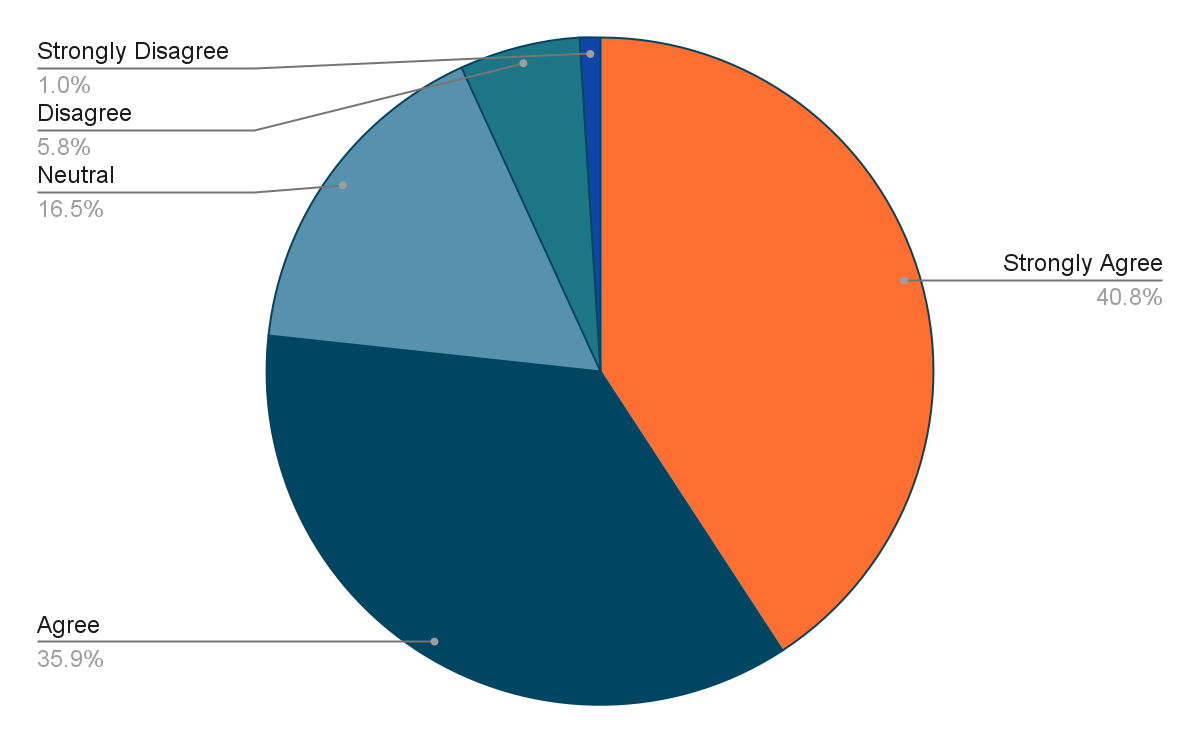 Strongly Disagree
1.0%
Disagree
5.8%
Neutral
16.5%
Strongly Agree
40.8%
Agree
35.9%